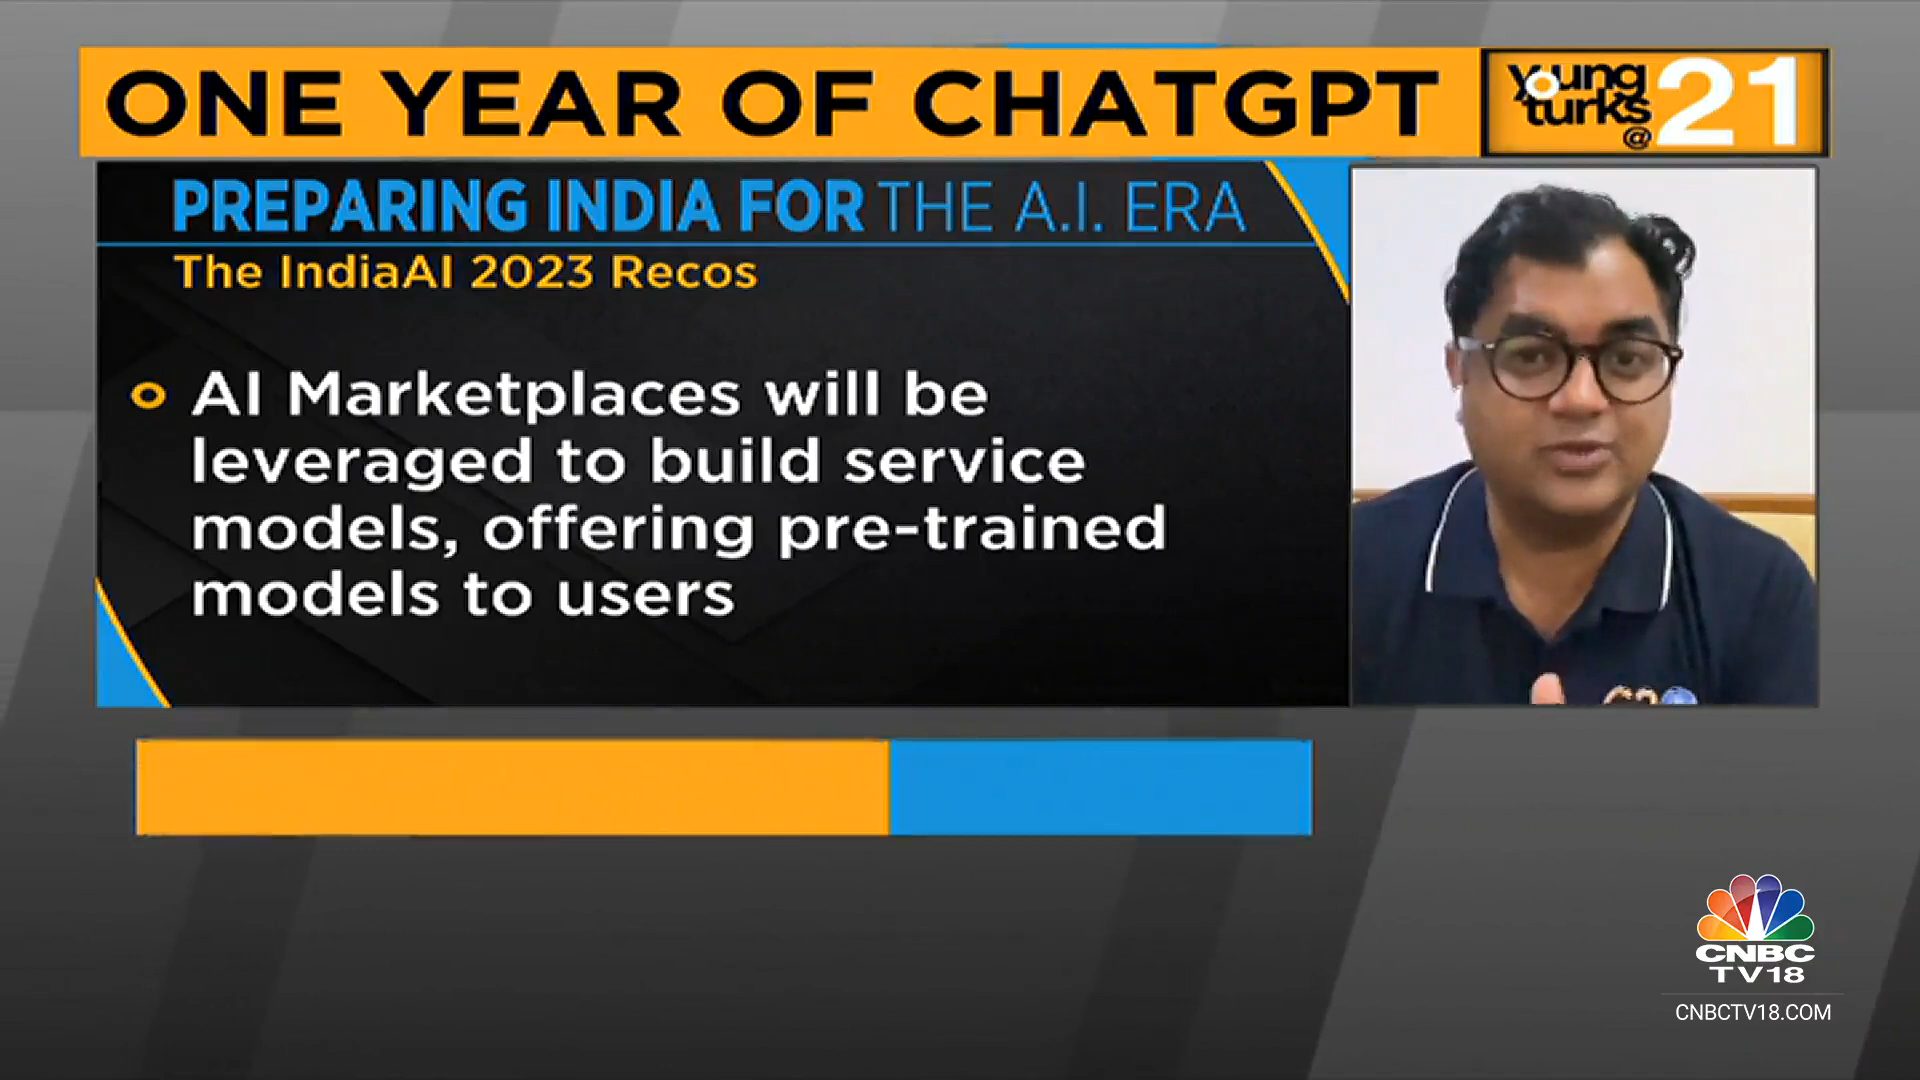 ONE YEAR OF CHATGPT
young
turks
@
21
PREPARING INDIA FOR THE A.I. ERA
The IndiaAI 2023 Recos
AI Marketplaces will be
leveraged to build service
models, offering pre-trained
models to users
CNBC
TV18
CNBCTV18.COM